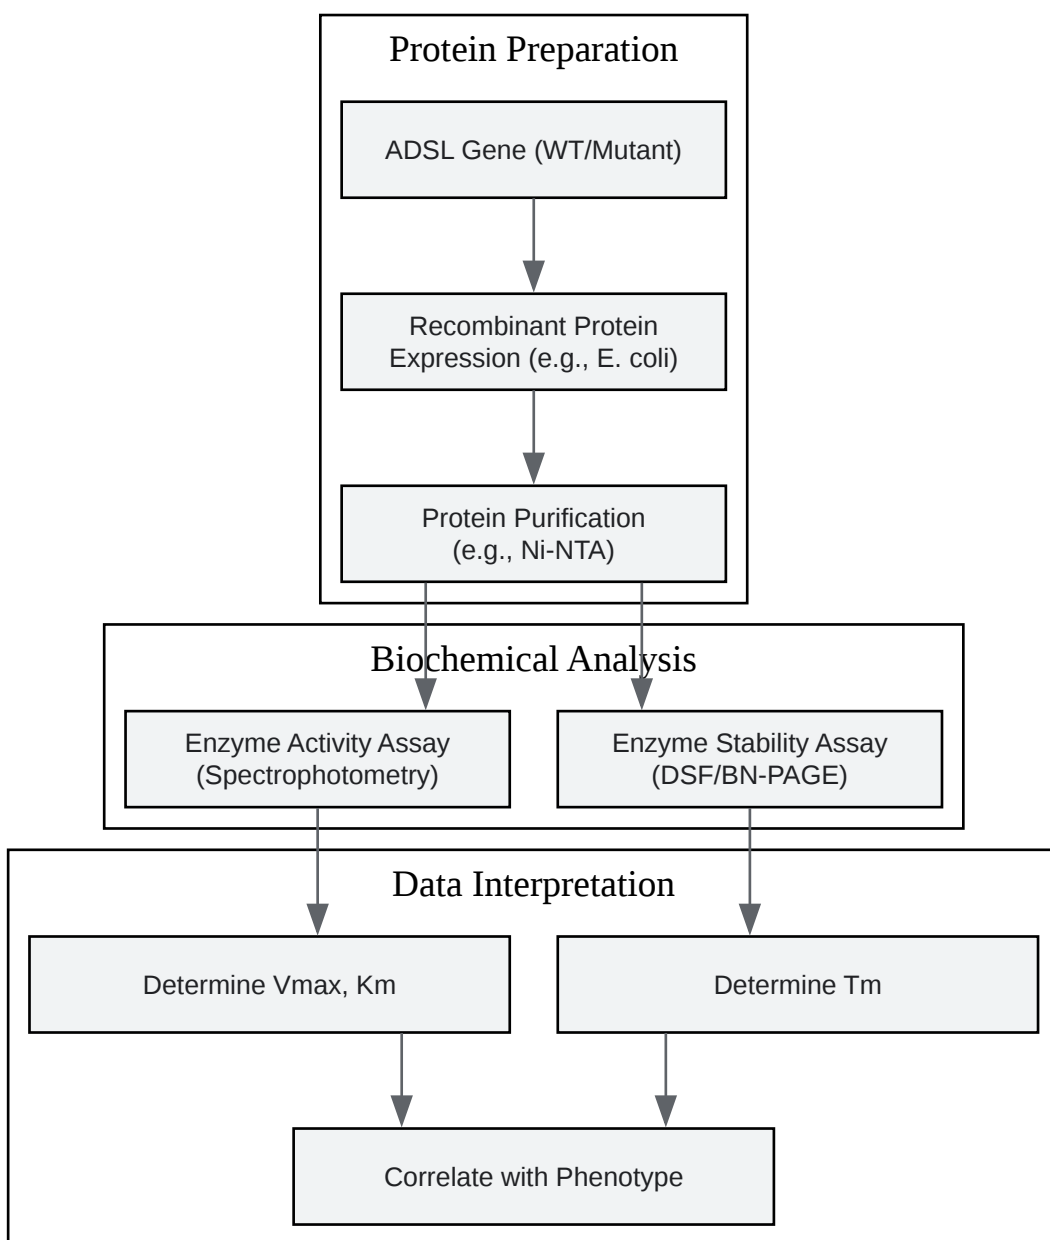 Protein Preparation
ADSL Gene (WT/Mutant)
Recombinant Protein
Expression (e.g., E. coli)
Protein Purification
(e.g., Ni-NTA)
Biochemical Analysis
Enzyme Activity Assay
(Spectrophotometry)
Enzyme Stability Assay
(DSF/BN-PAGE)
Data Interpretation
Determine Vmax, Km
Determine Tm
Correlate with Phenotype